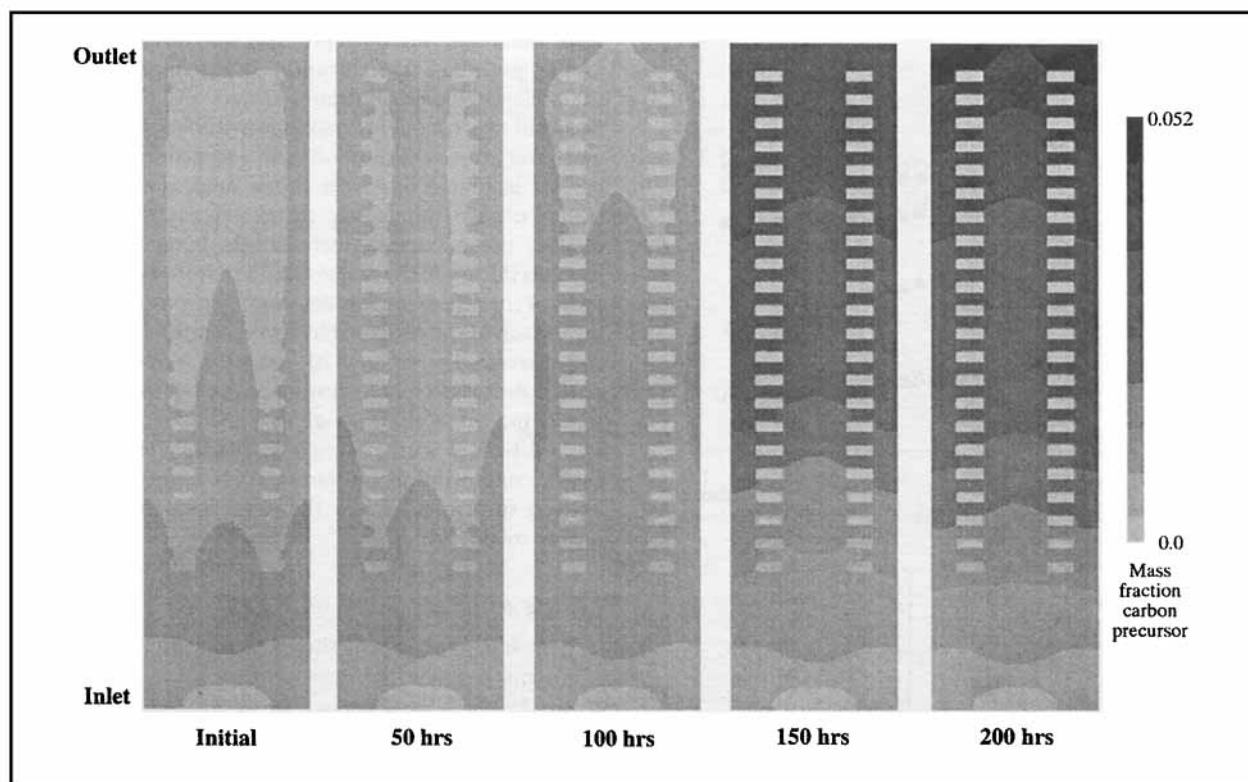 Outlet
0.052
0.0
Mass
fraction
carbon
precursor
Inlet
Initial
50 hrs
100 hrs
150 hrs
200 hrs